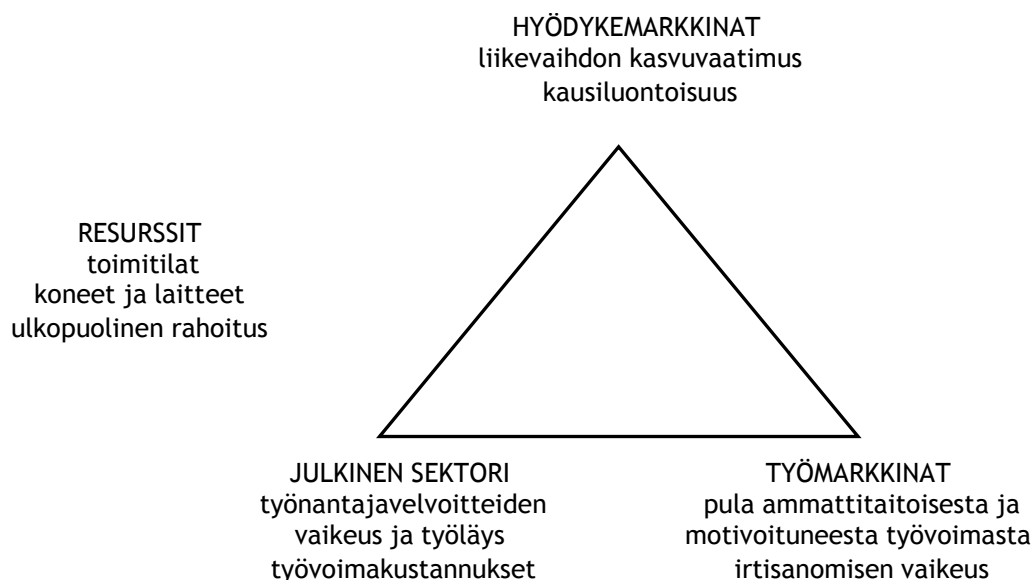 HYÖDYKEMARKKINAT
liikevaihdon kasvuvaatimus
kausiluontoisuus
RESURSSIT
toimitilat
koneet ja laitteet
ulkopuolinen rahoitus
JULKINEN SEKTORI
työnantajavelvoitteiden
vaikeus ja työläys
työvoimakustannukset
TYÖMARKKINAT
pula ammattitaitoisesta ja
motivoituneesta työvoimasta
irtisanomisen vaikeus